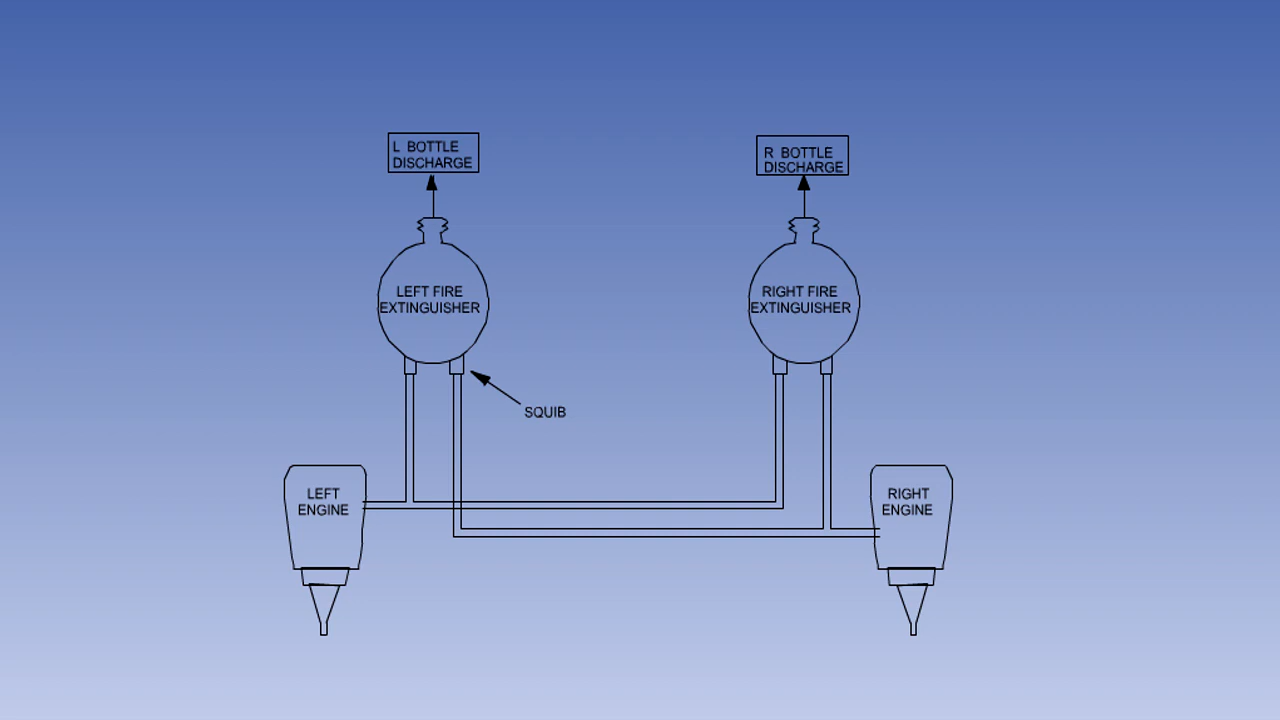 L BOTTLE
DISCHARGE
R BOTTLE
DISCHARGE
LEFT FIRE
EXTINGUISHER
RIGHT FIRE
EXTINGUISHER
SQUIB
LEFT
ENGINE
RIGHT
ENGINE